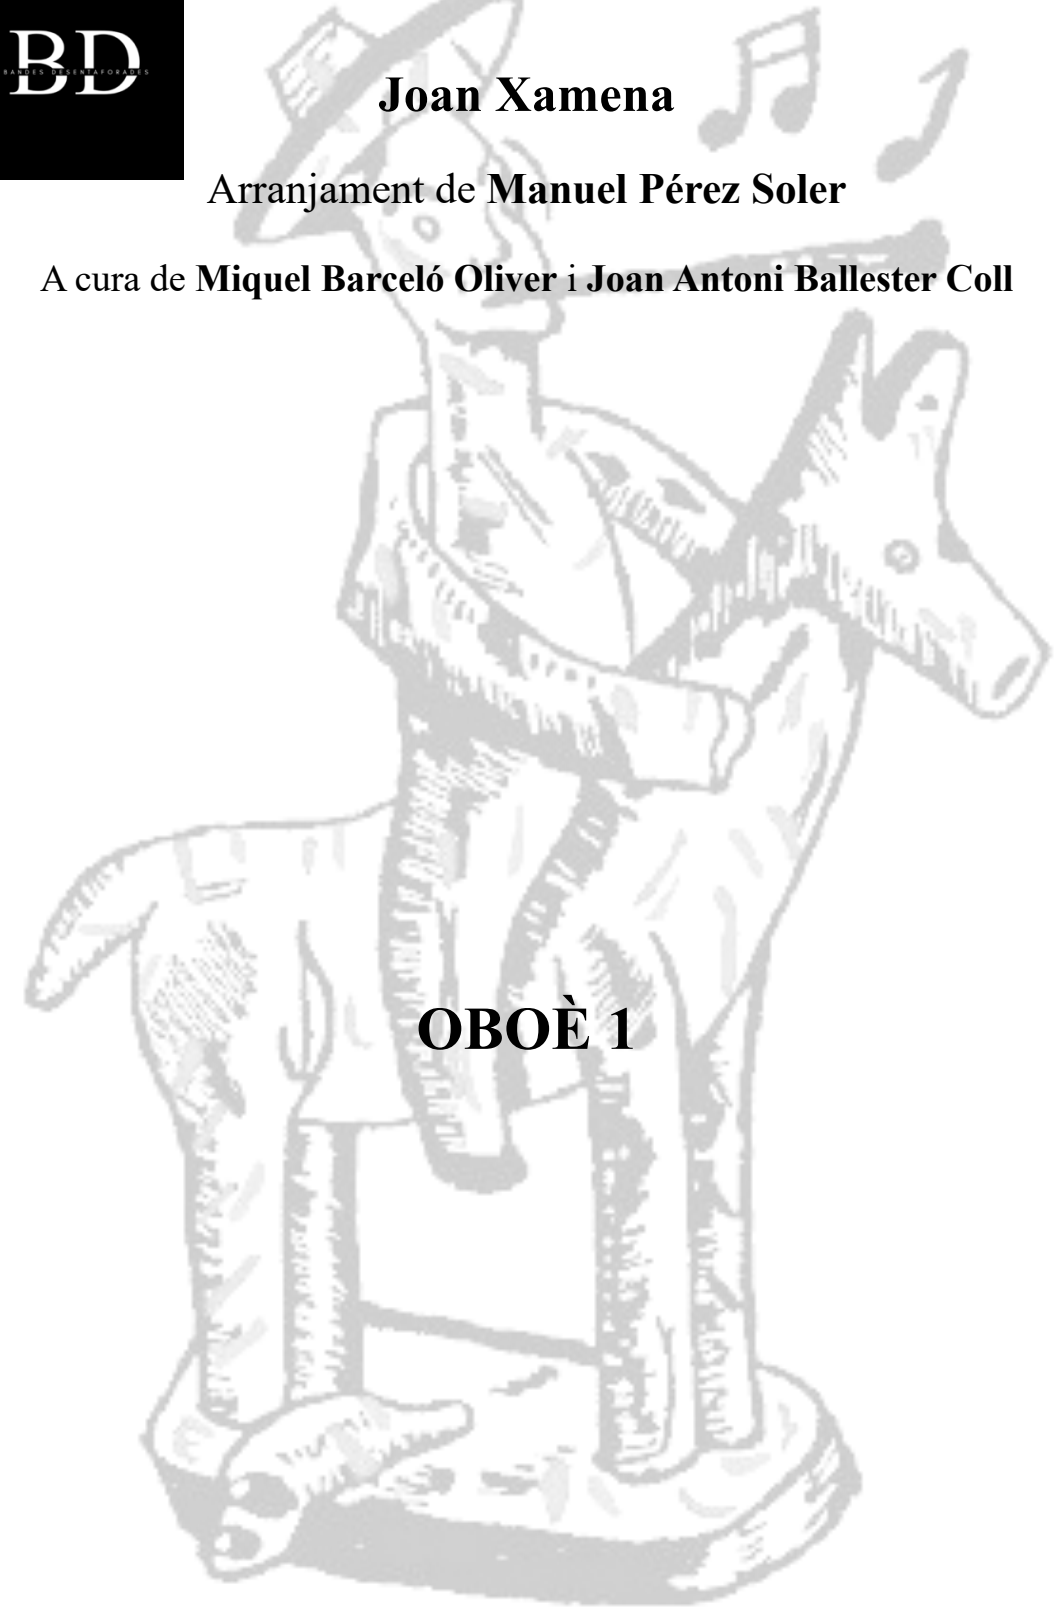 BD
BANDES DESENTAFORADES
Joan Xamena
Arranjament de Manuel Pérez Soler
A cura de Miquel Barceló Oliver i Joan Antoni Ballester Coll
OBOÈ 1